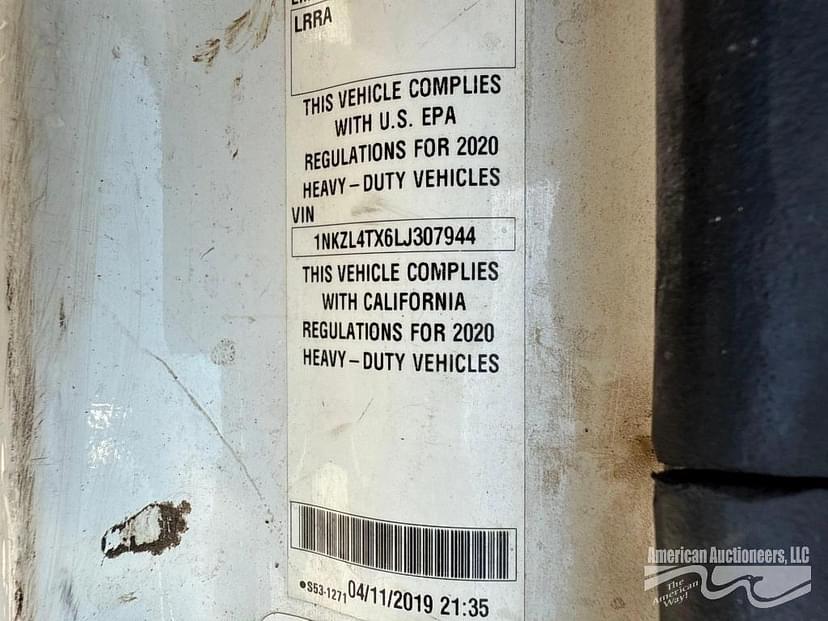 LRRA
THIS VEHICLE COMPLIES
WITH U.S. EPA
REGULATIONS FOR 2020
HEAVY-DUTY VEHICLES
VIN
1NKZL4TX6LJ307944
THIS VEHICLE COMPLIES
WITH CALIFORNIA
REGULATIONS FOR 2020
HEAVY-DUTY VEHICLES
S53-1271 04/11/2019 21:35
American Auctioneers, LLC
The
American
Way!